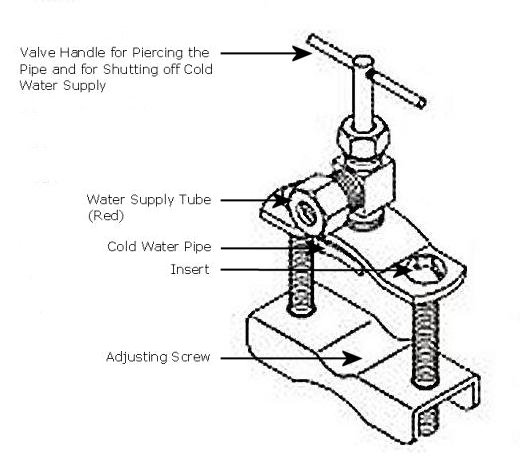 Valve Handle for Piercing the
Pipe and for Shutting off Cold
Water Supply
Water Supply Tube
(Red)
Cold Water Pipe
Insert
Adjusting Screw